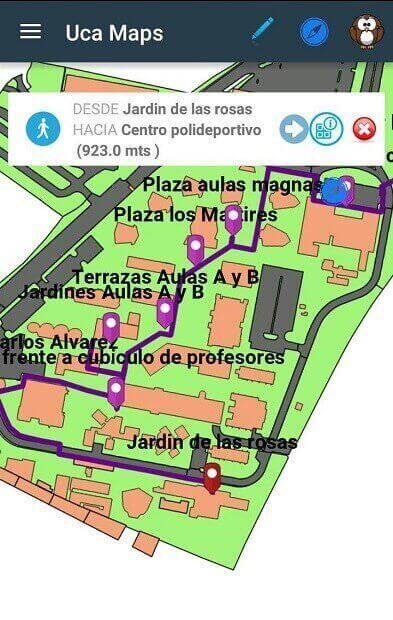 Uca Maps
DESDE Jardin de las rosas
HACIA Centro polideportivo
(923.0 mts )
Plaza aulas magnas
Plaza los Martires
Terrazas Aulas A y B
Jardines Aulas A y B
arlos Alvarez
frente a cubiculo de profesores
Jardin de las rosas